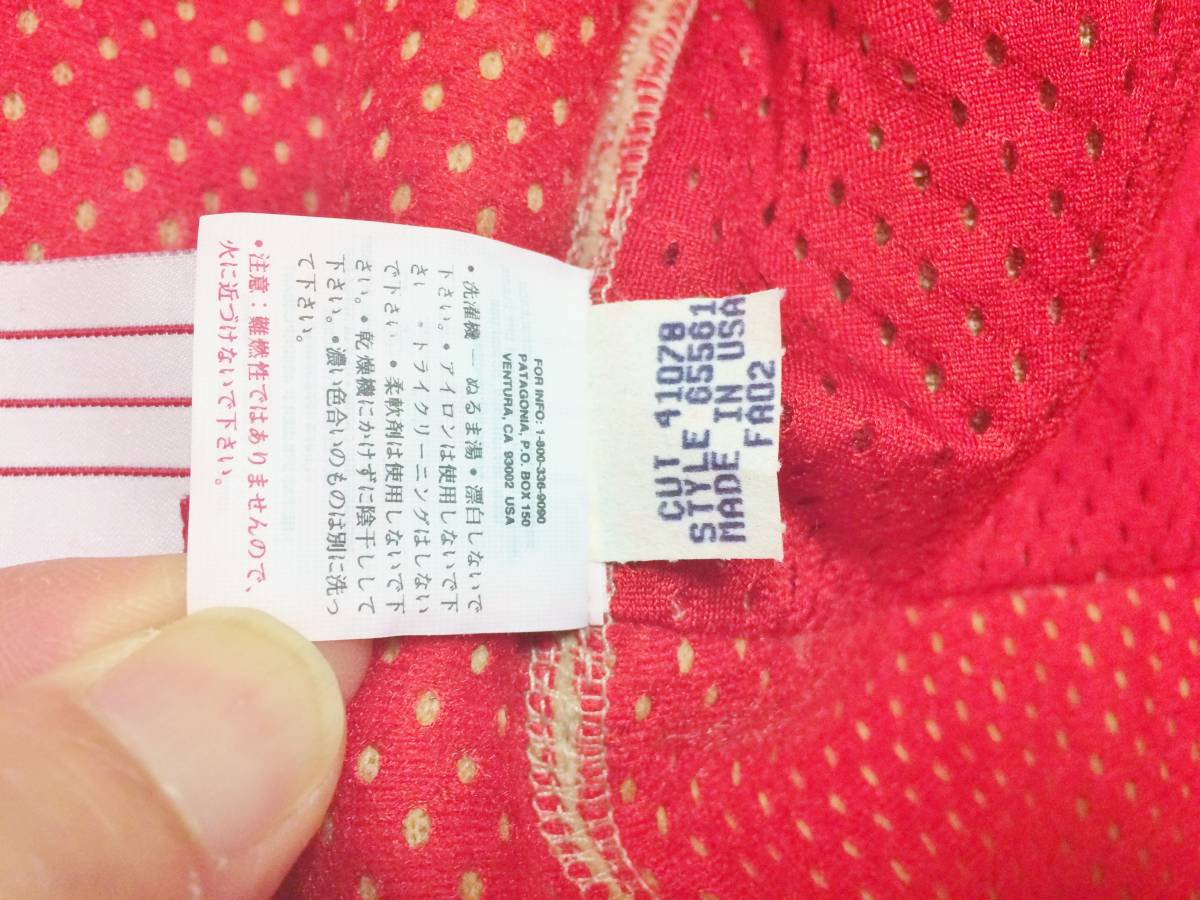 FOR INFO: 1-800-336-9090
PATAGONIA, P.O. BOX 150
VENTURA, CA 93002 USA
•洗濯機 — ぬるま湯•漂白しないで
下さい。•アイロンは使用しないで下
さい •ドライクリーニングはしない
で下さい •柔軟剤は使用しないで下
さい。•乾燥機にかけずに陰干しして
下さい。•濃い色合いのものは別に洗っ
て下さい。
•注意：難燃性ではありませんので、
火に近づけないで下さい。
CUT 41078
STYLE 65561
MADE IN USA
FA02